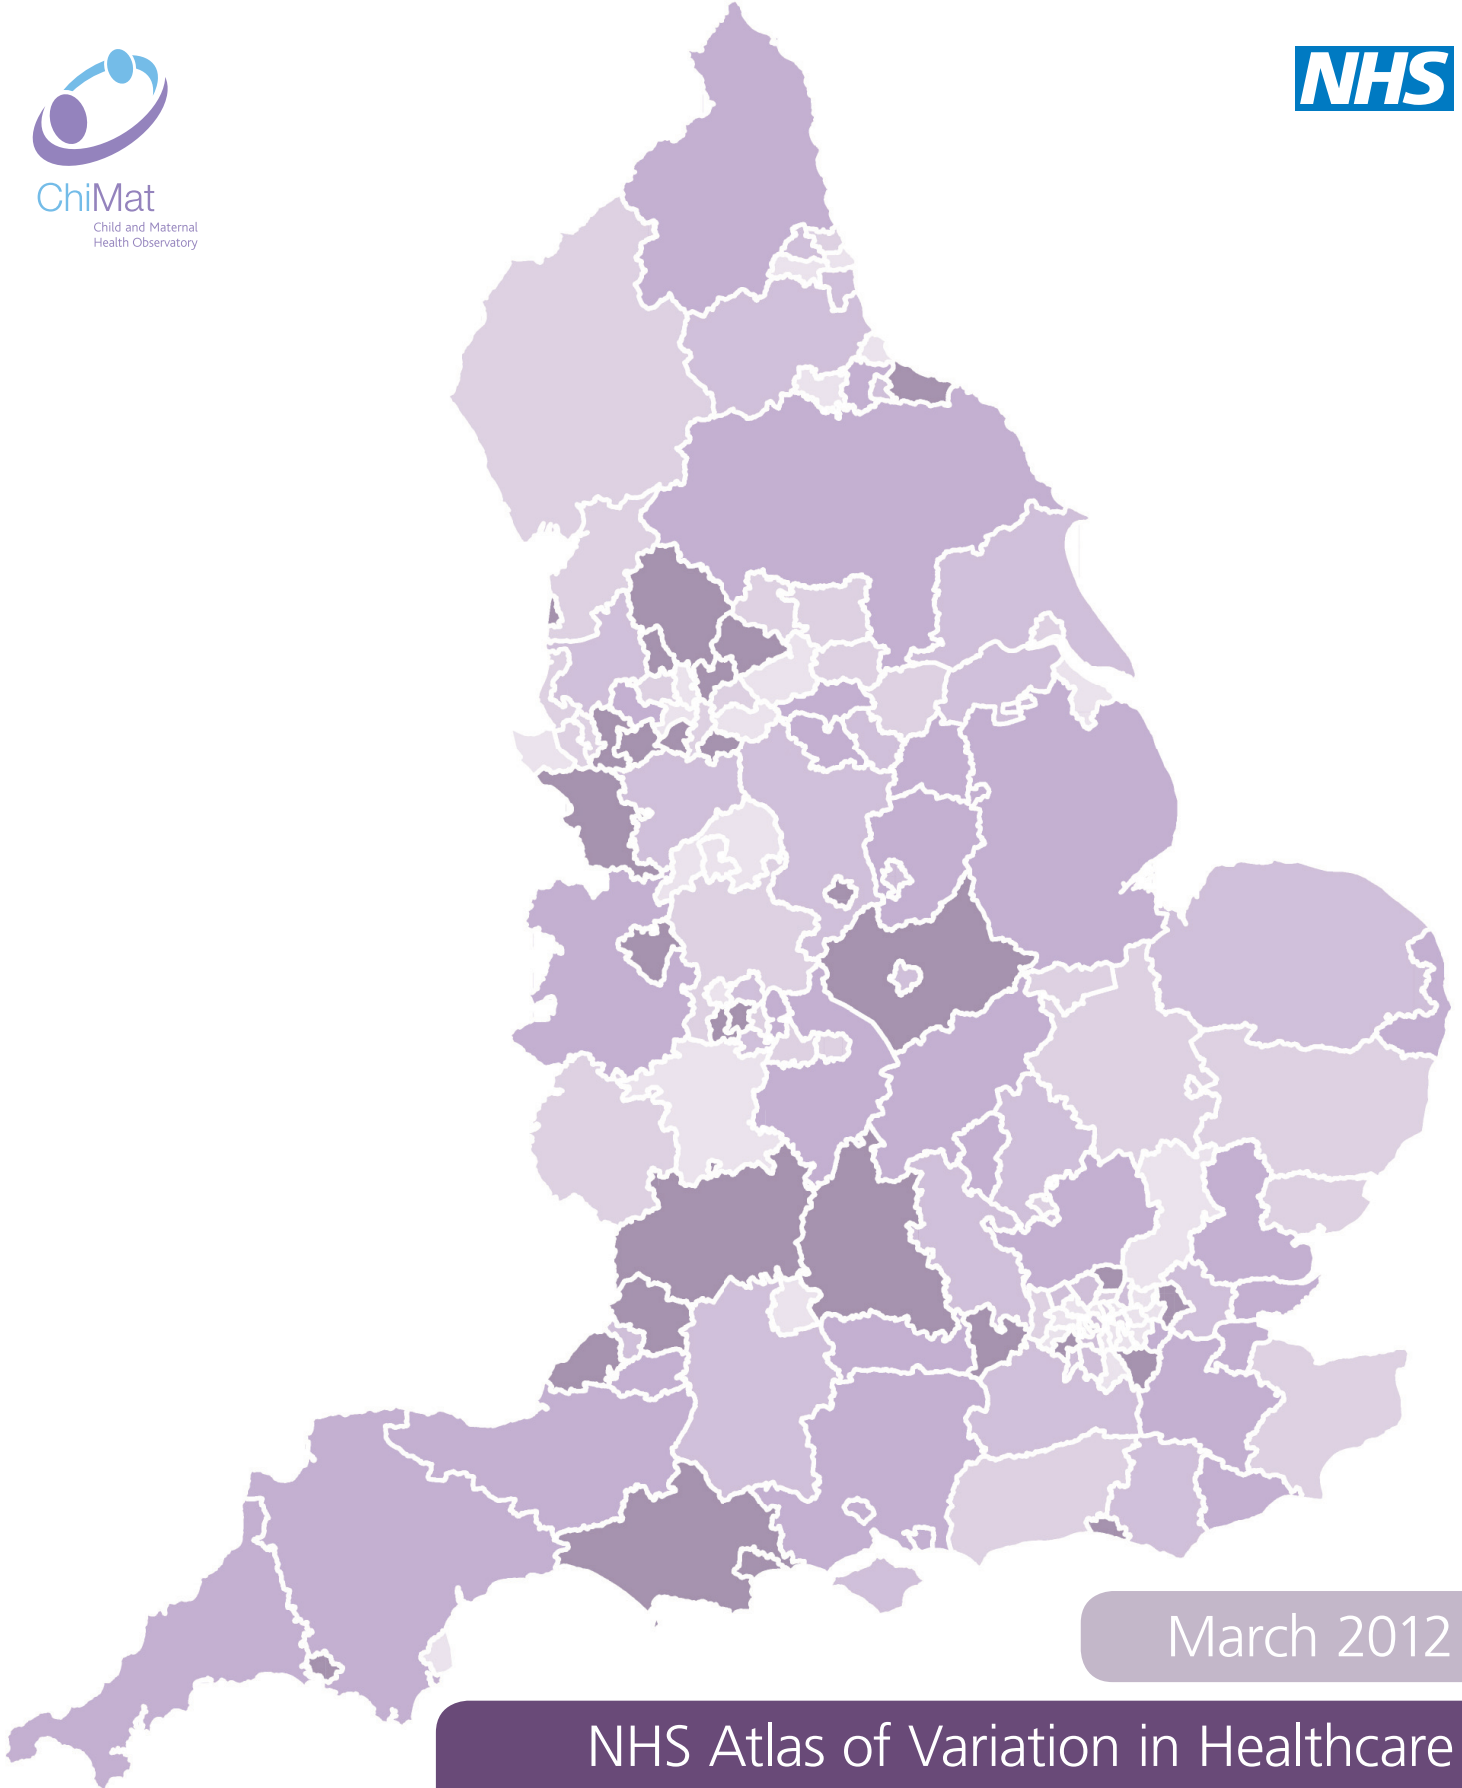 NHS
ChiMat
Child and Maternal
Health Observatory
March 2012
NHS Atlas of Variation in Healthcare